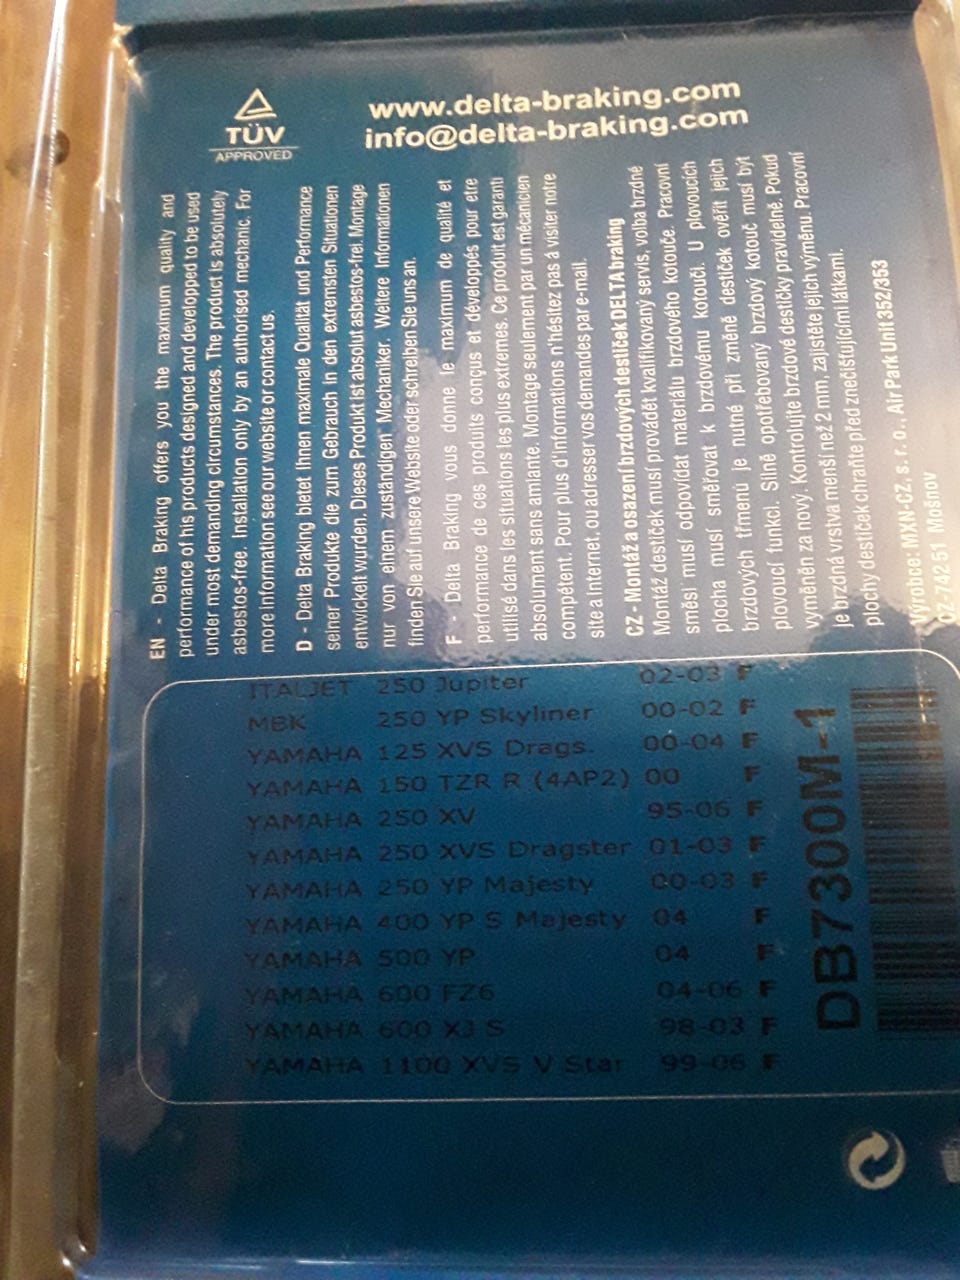 TÜV
APPROVED
www.delta-braking.com
info@delta-braking.com
EN - Delta Braking offers you the maximum quality and
performance of his products designed and developped to be used
under most demanding circumstances. The product is absolutely
asbestos-free. Installation only by an authorised mechanic. For
more information see our website or contact us.
D - Delta Braking bietet Ihnen maximale Qualität und Performance
seiner Produkte die zum Gebrauch in den extremsten Situationen
entwickelt wurden. Dieses Produkt ist absolut asbestos-frei. Montage
nur von einem zuständigen Mechaniker. Weitere Informationen
finden Sie auf unsere Website oder schreiben Sie uns an.
F - Delta Braking vous donne le maximum de qualité et
performance de ces produits conçus et développés pour etre
utilisé dans les situations les plus extremes. Ce produit est garanti
absolument sans amiante. Montage seulement par un mécanicien
compétent. Pour plus d'informations n'hésitez pas á visiter notre
site a Internet, ou adresser vos demandes par e-mail.
CZ - Montáž a osazení brzdových destiček DELTA braking
Montáž destiček musí provádět kvalifikovaný servis, volba brzdné
směsi musí odpovídat materiálu brzdového kotouče. Pracovní
plocha musí směřovat k brzdovému kotouči. U plovoucích
brzdových třmenu je nutné při změně destiček ověřit jejich
plovoucí funkci. Silně opotřebovaný brzdový kotouč musí být
vyměněn za nový. Kontrolujte brzdové destičky pravidelně. Pokud
je brzdná vrstva menší než 2 mm, zajistěte jejich výměnu. Pracovní
plochy destiček chraňte před znečišťujícími látkami.
Výrobce: MXN-CZ, s. r. o., Air Park Unit 352/353
CZ-742 51 Mošnov
ITALJET 250 Jupiter 02-03 F
MBK 250 YP Skyliner 00-02 F
YAMAHA 125 XVS Drags. 00-04 F
YAMAHA 150 TZR R (4AP2) 00 F
YAMAHA 250 XV 95-06 F
YAMAHA 250 XVS Dragster 01-03 F
YAMAHA 250 YP Majesty 00-03 F
YAMAHA 400 YP S Majesty 04 F
YAMAHA 500 YP 04 F
YAMAHA 600 FZ6 04-06 F
YAMAHA 600 XJ S 98-03 F
YAMAHA 1100 XVS V Star 99-06 F
DB7300M-1